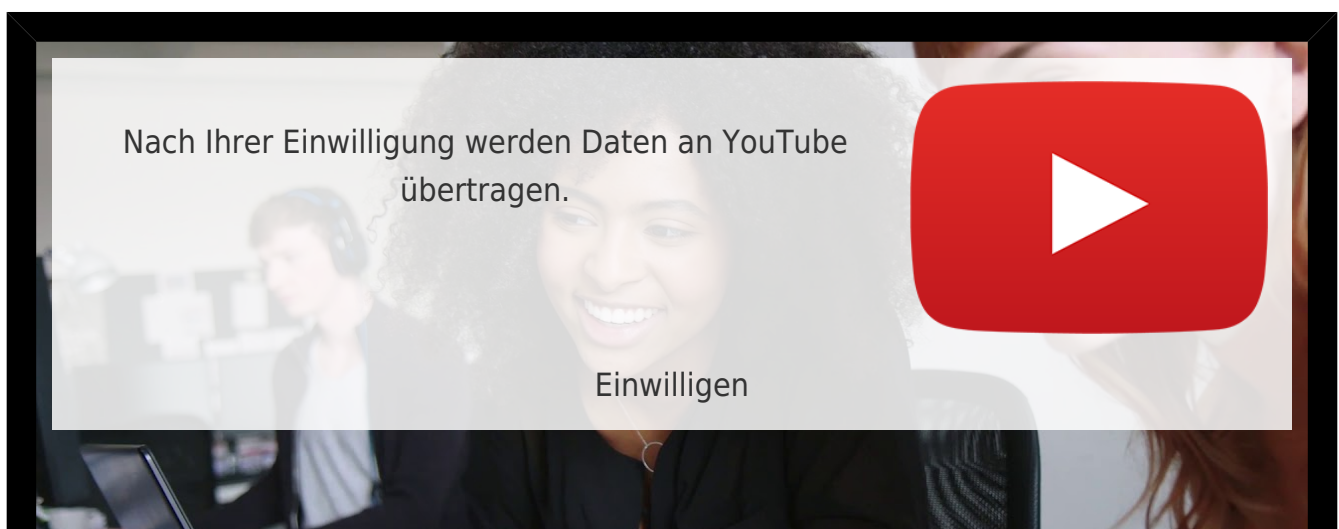 Nach Ihrer Einwilligung werden Daten an YouTube
übertragen.
Einwilligen